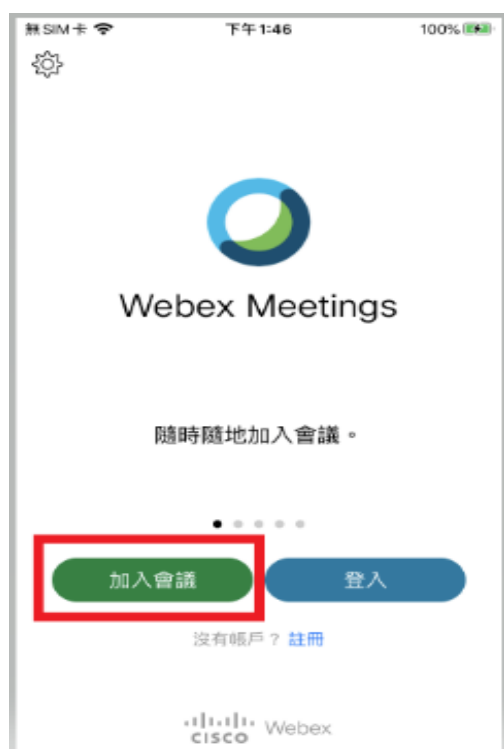 無SIM卡 下午1:46 100%
Webex Meetings
隨時隨地加入會議。
加入會議 登入
沒有帳戶？註冊
CISCO Webex